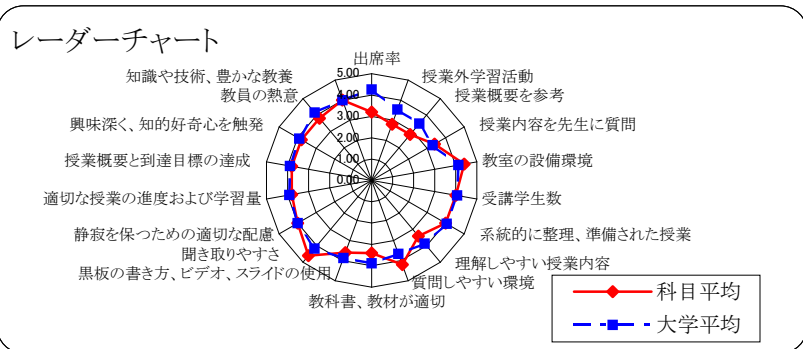 レーダーチャート
出席率
授業外学習活動
授業概要を参考
授業内容を先生に質問
教室の設備環境
受講学生数
系統的に整理、準備された授業
理解しやすい授業内容
質問しやすい環境
教科書、教材が適切
黒板の書き方、ビデオ、スライドの使用
聞き取りやすさ
静寂を保つための適切な配慮
適切な授業の進度および学習量
授業概要と到達目標の達成
興味深く、知的好奇心を触発
教員の熱意
知識や技術、豊かな教養
5.00
4.00
3.00
2.00
1.00
0.00
科目平均
大学平均